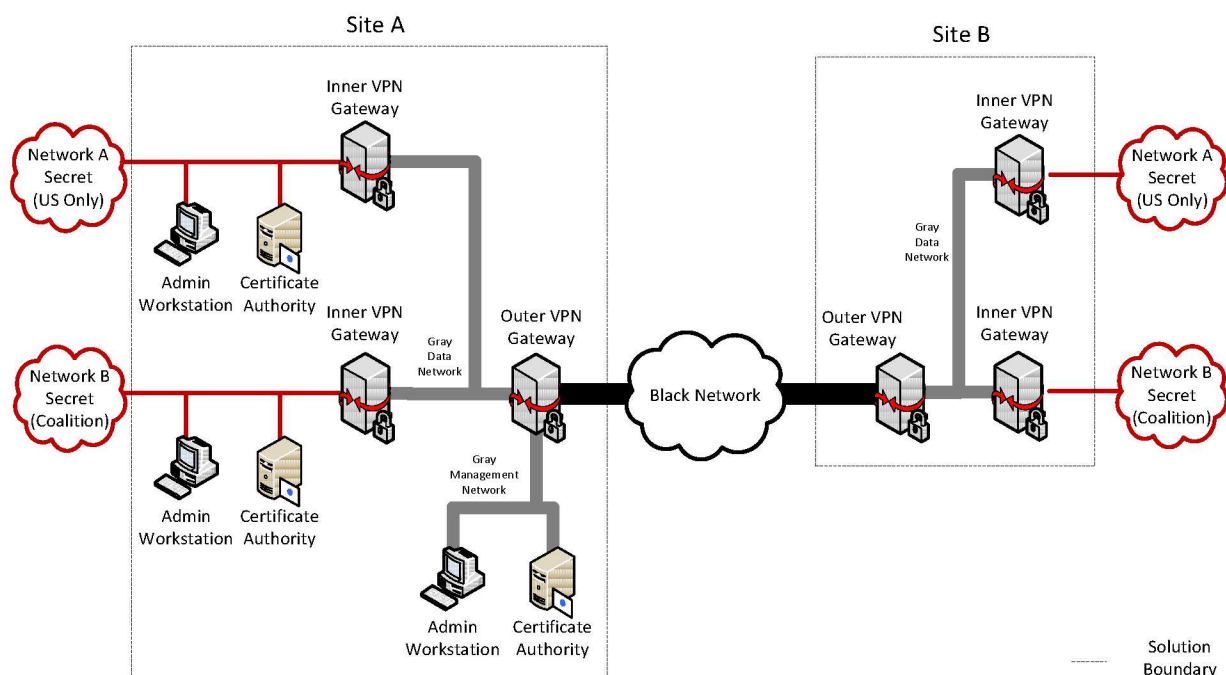 Site A
Site B
Inner VPN
Gateway
Inner VPN
Gateway
Network A
Secret
(US Only)
Network A
Secret
(US Only)
Gray
Data
Network
Admin
Workstation
Certificate
Authority
Inner VPN
Gateway
Outer VPN
Gateway
Outer VPN
Gateway
Inner VPN
Gateway
Gray
Data
Network
Network B
Secret
(Coalition)
Black Network
Network B
Secret
(Coalition)
Gray
Management
Network
Admin
Workstation
Certificate
Authority
Admin
Workstation
Certificate
Authority
Solution
Boundary